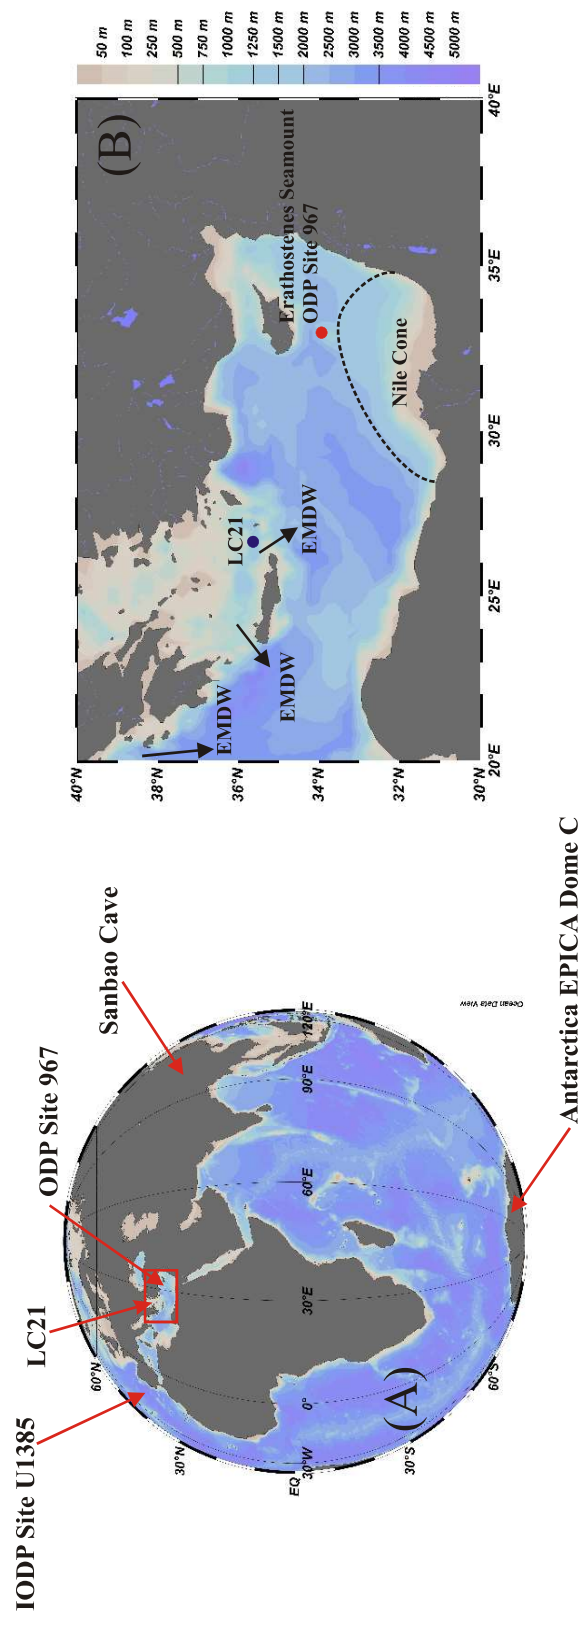 IODP Site U1385
LC21
ODP Site 967
Sanbao Cave
Antarctica EPICA Dome C
60°N
30°N
EQ
30°S
60°S
30°W
0°
30°E
60°E
90°E
120°E
(A)
Ocean Data View
(B)
40°N
38°N
36°N
34°N
32°N
30°N
20°E
25°E
30°E
35°E
40°E
EMDW
EMDW
EMDW
LC21
Erathostenes Seamount
ODP Site 967
Nile Cone
50 m
100 m
250 m
500 m
750 m
1000 m
1250 m
1500 m
2000 m
2500 m
3000 m
3500 m
4000 m
4500 m
5000 m